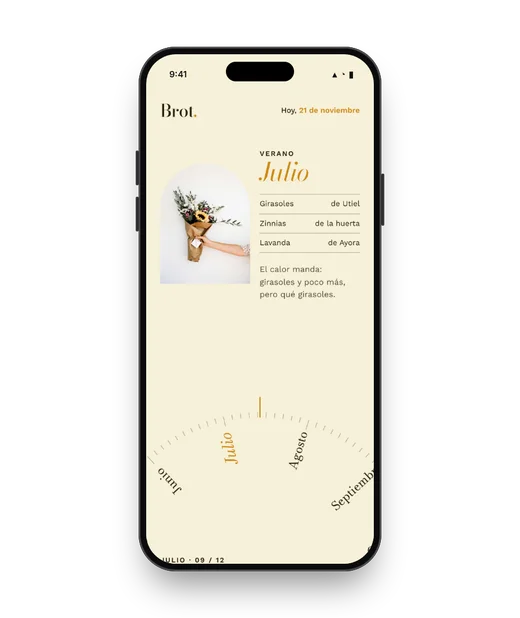 9:41
Brot.
Hoy, 21 de noviembre
VERANO
Julio
Girasoles de Utiel
Zinnias de la huerta
Lavanda de Ayora
El calor manda:
girasoles y poco más,
pero qué girasoles.
Junio
Julio
Agosto
JULIO · 09 / 12